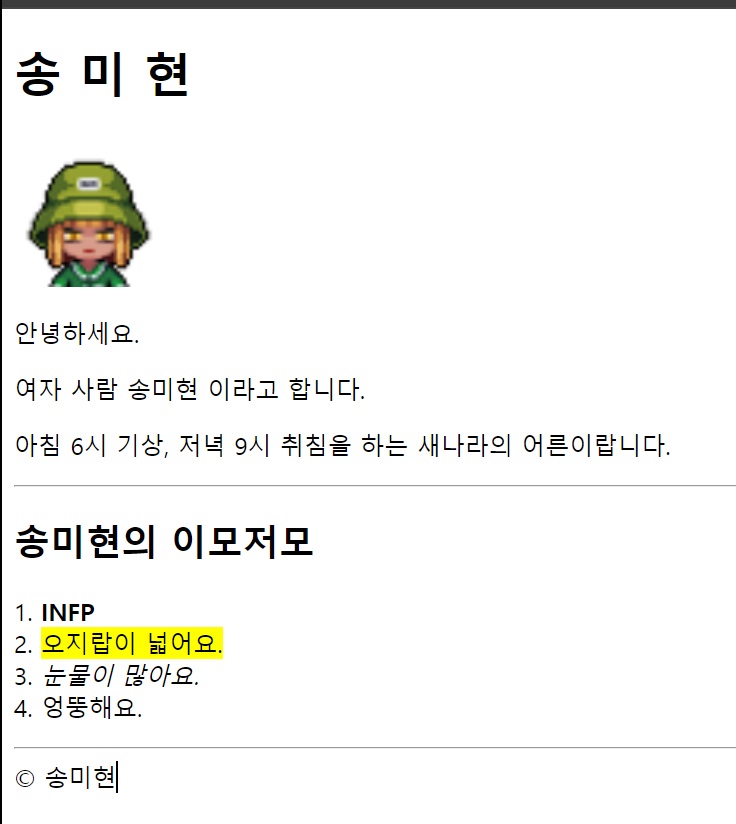 송 미 현
안녕하세요.
여자 사람 송미현 이라고 합니다.
아침 6시 기상, 저녁 9시 취침을 하는 새나라의 어른이랍니다.
송미현의 이모저모
1. INFP
2. 오지랍이 넓어요.
3. 눈물이 많아요.
4. 엉뚱해요.
© 송미현